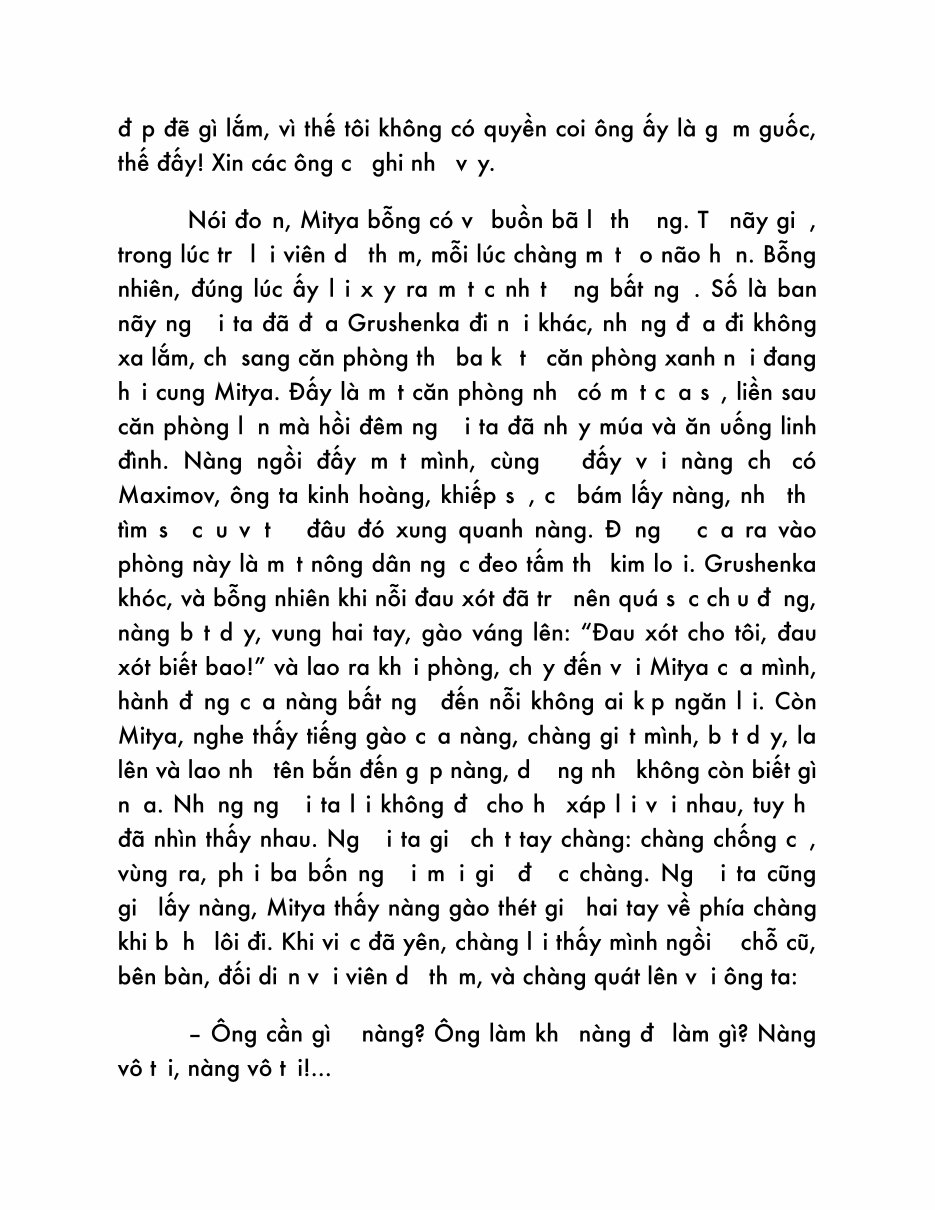 đ p đẽ gì lắm, vì thế tôi không có quyền coi ông ấy là g m guốc,
thế đấy! Xin các ông c ghi nh v y.
Nói đo n, Mitya bỗng có v buồn bã l th ng. T nãy gi ,
trong lúc tr l i viên d th m, mỗi lúc chàng m t o não h n. Bỗng
nhiên, đúng lúc ấy l i x y ra m t c nh t ng bất ng . Số là ban
nãy ng i ta đã đ a Grushenka đi n i khác, nh ng đ a đi không
xa lắm, ch sang căn phòng th ba k t căn phòng xanh n i đang
h i cung Mitya. Đấy là m t căn phòng nh có m t c a s , liền sau
căn phòng l n mà hồi đêm ng i ta đã nh y múa và ăn uống linh
đình. Nàng ngồi đấy m t mình, cùng đấy v i nàng ch có
Maximov, ông ta kinh hoàng, khiếp s , c bám lấy nàng, nh th
tìm s c u v t đâu đó xung quanh nàng. Đ ng c a ra vào
phòng này là m t nông dân ng c đeo tấm th kim lo i. Grushenka
khóc, và bỗng nhiên khi nỗi đau xót đã tr nên quá s c ch u đ ng,
nàng b t d y, vung hai tay, gào váng lên: “Đau xót cho tôi, đau
xót biết bao!” và lao ra kh i phòng, ch y đến v i Mitya c a mình,
hành đ ng c a nàng bất ng đến nỗi không ai k p ngăn l i. Còn
Mitya, nghe thấy tiếng gào c a nàng, chàng gi t mình, b t d y, la
lên và lao nh tên bắn đến g p nàng, d ng nh không còn biết gì
n a. Nh ng ng i ta l i không đ cho h xáp l i v i nhau, tuy h
đã nhìn thấy nhau. Ng i ta gi ch t tay chàng: chàng chống c ,
vùng ra, ph i ba bốn ng i m i gi đ c chàng. Ng i ta cũng
gi lấy nàng, Mitya thấy nàng gào thét gi hai tay về phía chàng
khi b h lôi đi. Khi vi c đã yên, chàng l i thấy mình ngồi chỗ cũ,
bên bàn, đối di n v i viên d th m, và chàng quát lên v i ông ta:
– Ông cần gì nàng? Ông làm kh nàng đ làm gì? Nàng
vô t i, nàng vô t i!...